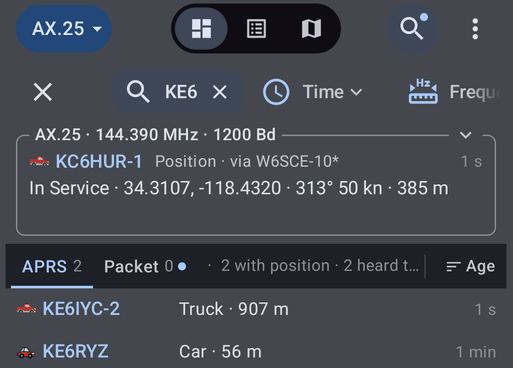 AX.25
KE6 Time Hz Frequ
AX.25 · 144.390 MHz · 1200 Bd
KC6HUR-1 Position · via W6SCE-10* 1 s
In Service · 34.3107, -118.4320 · 313° 50 kn · 385 m
APRS 2 Packet 0 · 2 with position · 2 heard t... Age
KE6IYC-2 Truck · 907 m 1 s
KE6RYZ Car · 56 m 1 min